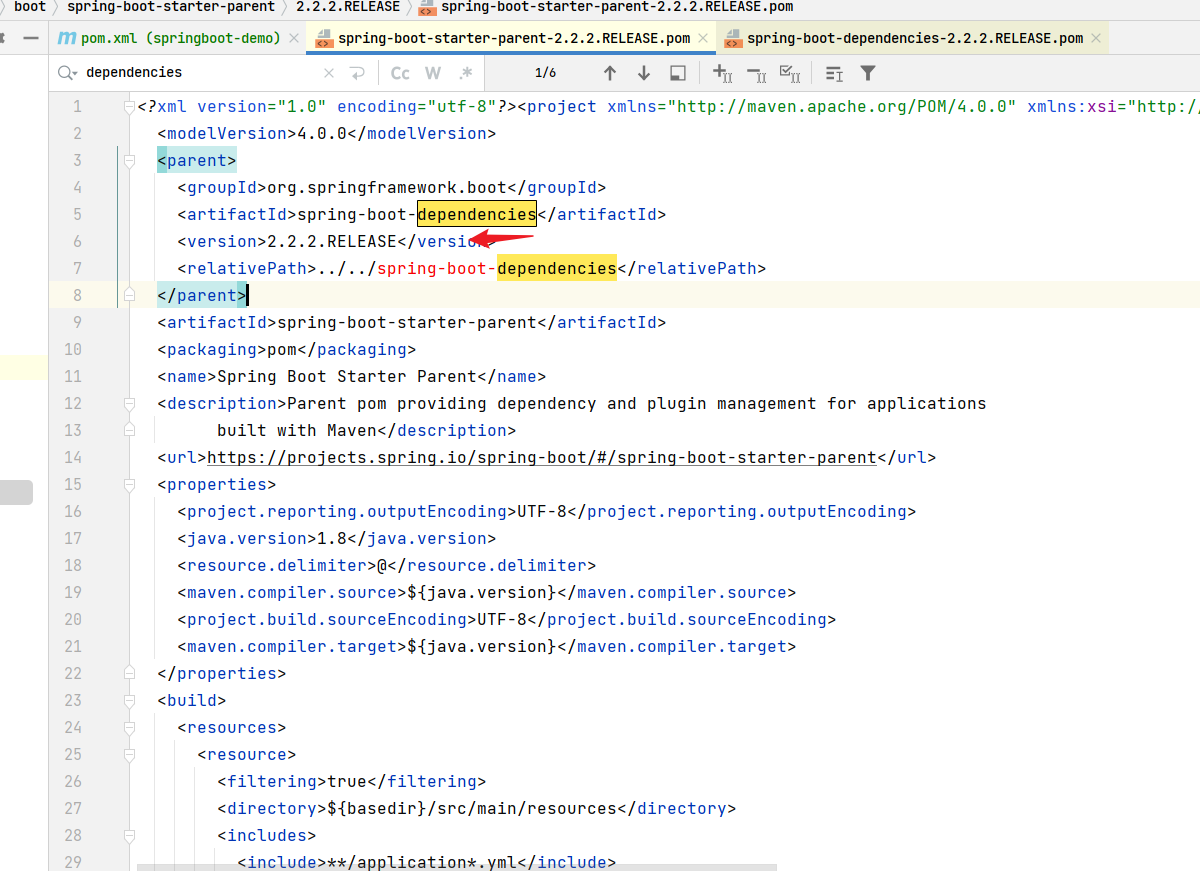 boot spring-boot-starter-parent 2.2.2.RELEASE spring-boot-starter-parent-2.2.2.RELEASE.pom
pom.xml (springboot-demo) spring-boot-starter-parent-2.2.2.RELEASE.pom spring-boot-dependencies-2.2.2.RELEASE.pom
dependencies Cc W .* 1/6
1 <?xml version="1.0" encoding="utf-8"?><project xmlns="http://maven.apache.org/POM/4.0.0" xmlns:xsi="http:/
2 <modelVersion>4.0.0</modelVersion>
3 <parent>
4 <groupId>org.springframework.boot</groupId>
5 <artifactId>spring-boot-dependencies</artifactId>
6 <version>2.2.2.RELEASE</version>
7 <relativePath>../../spring-boot-dependencies</relativePath>
8 </parent>
9 <artifactId>spring-boot-starter-parent</artifactId>
10 <packaging>pom</packaging>
11 <name>Spring Boot Starter Parent</name>
12 <description>Parent pom providing dependency and plugin management for applications
13 built with Maven</description>
14 <url>https://projects.spring.io/spring-boot/#/spring-boot-starter-parent</url>
15 <properties>
16 <project.reporting.outputEncoding>UTF-8</project.reporting.outputEncoding>
17 <java.version>1.8</java.version>
18 <resource.delimiter>@</resource.delimiter>
19 <maven.compiler.source>${java.version}</maven.compiler.source>
20 <project.build.sourceEncoding>UTF-8</project.build.sourceEncoding>
21 <maven.compiler.target>${java.version}</maven.compiler.target>
22 </properties>
23 <build>
24 <resources>
25 <resource>
26 <filtering>true</filtering>
27 <directory>${basedir}/src/main/resources</directory>
28 <includes>
29 <include>**/application*.yml</include>